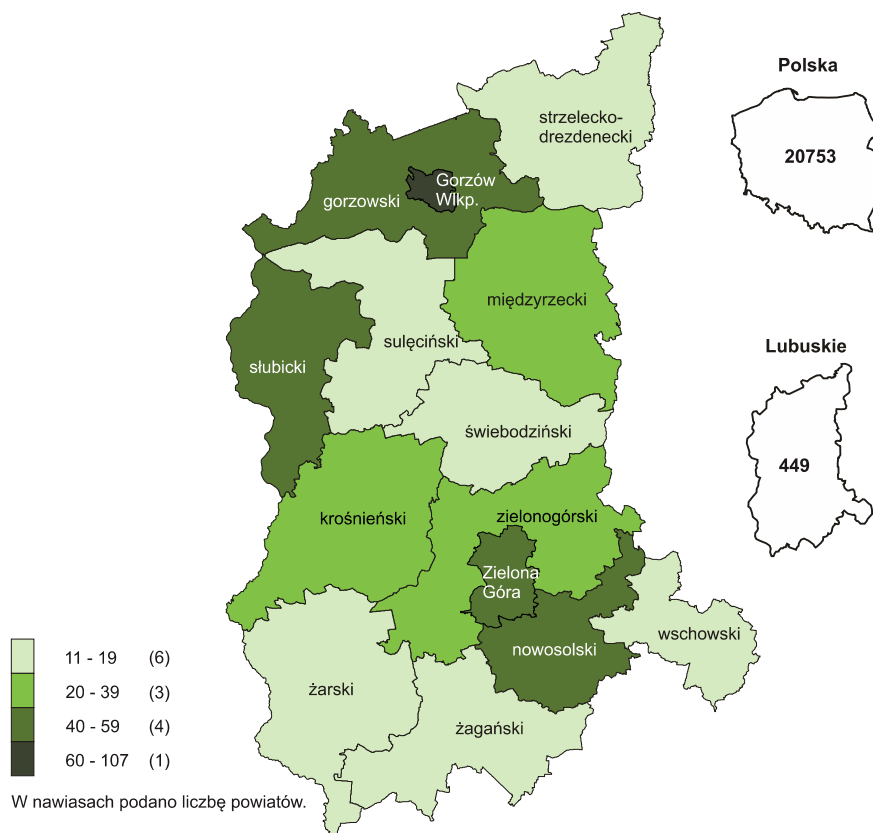 Polska
20753
strzelecko-
drezdenecki
Gorzów
Wlkp.
gorzowski
międzyrzecki
sulęciński
słubicki
Lubuskie
449
świebodziński
krośnieński
zielonogórski
Zielona
Góra
wschowski
nowosolski
żarski
żagański
11 - 19 (6)
20 - 39 (3)
40 - 59 (4)
60 - 107 (1)
W nawiasach podano liczbę powiatów.